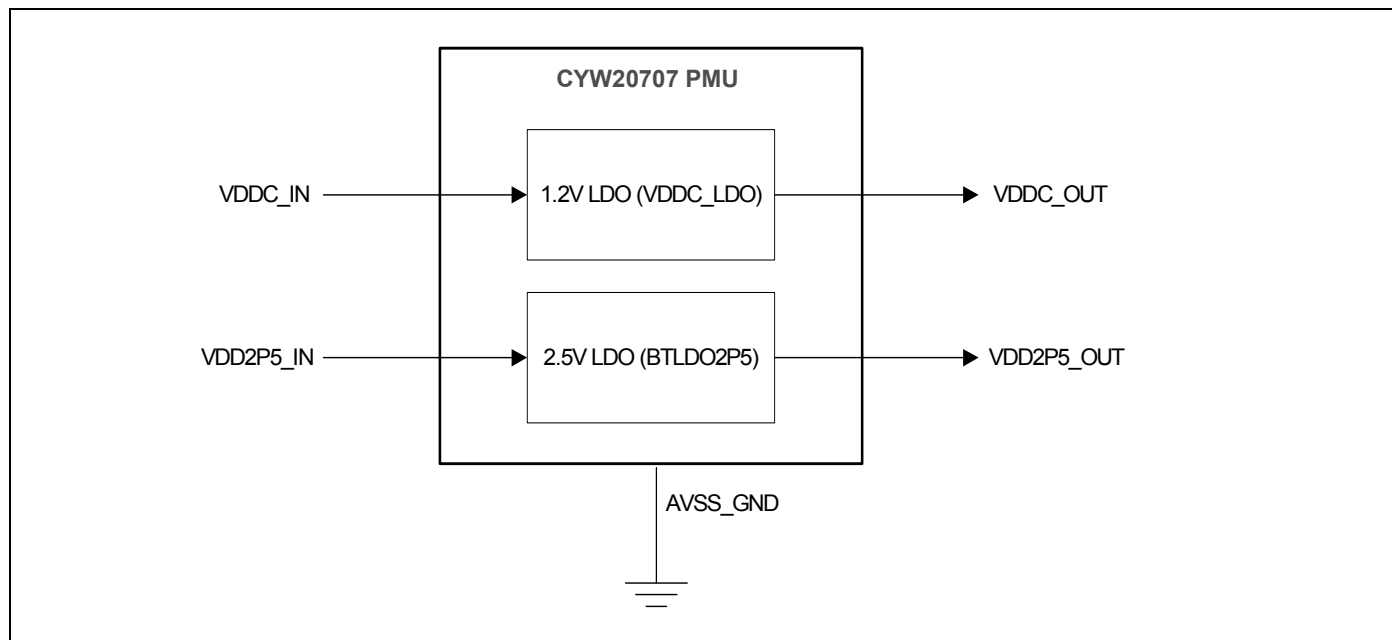 CYW20707 PMU
VDDC_IN
1.2V LDO (VDDC_LDO)
VDDC_OUT
VDD2P5_IN
2.5V LDO (BTLDO2P5)
VDD2P5_OUT
AVSS_GND